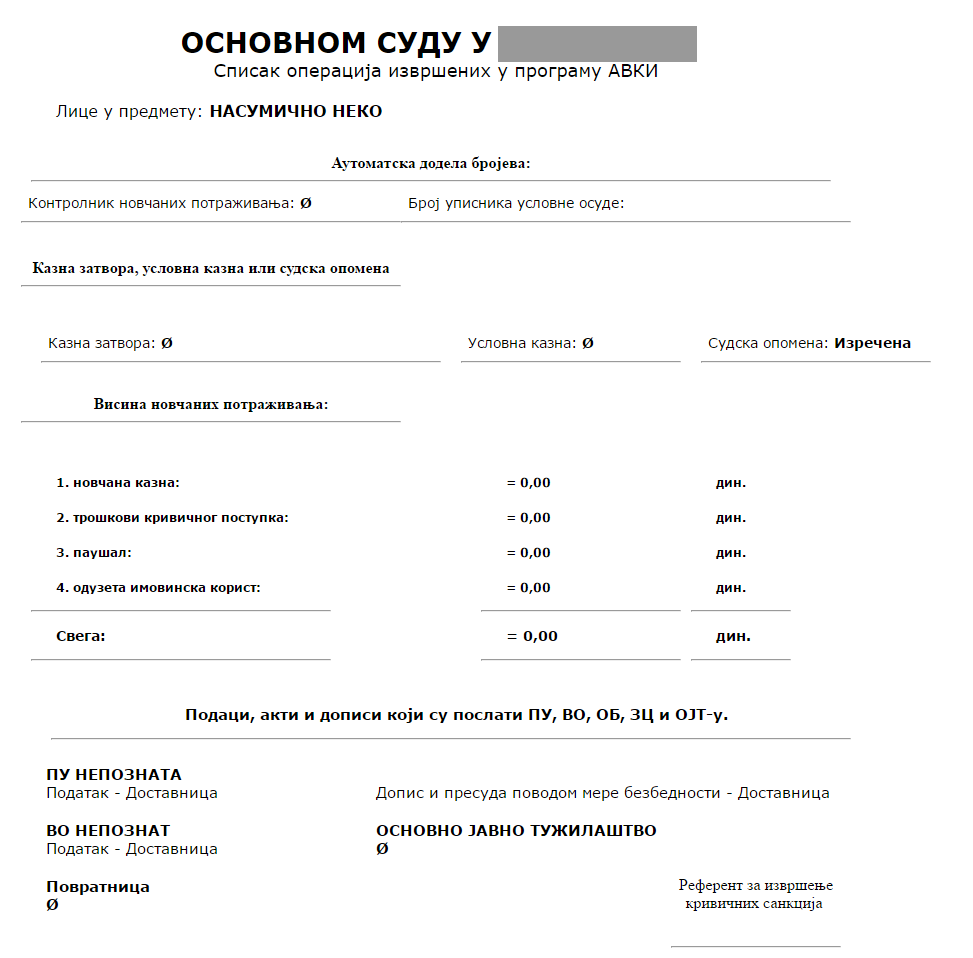 ОСНОВНОМ СУДУ У
Списак операција извршених у програму АВКИ
Лице у предмету: НАСУМИЧНО НЕКО
Аутоматска додела бројева:
Контролник новчаних потраживања: Ø Број уписника условне осуде:
Казна затвора, условна казна или судска опомена
Казна затвора: Ø Условна казна: Ø Судска опомена: Изречена
Висина новчаних потраживања:
1. новчана казна: = 0,00 дин.
2. трошкови кривичног поступка: = 0,00 дин.
3. паушал: = 0,00 дин.
4. одузета имовинска корист: = 0,00 дин.
Свега: = 0,00 дин.
Подаци, акти и дописи који су послати ПУ, ВО, ОБ, ЗЦ и ОЈТ-у.
ПУ НЕПОЗНАТА
Податак - Доставница Допис и пресуда поводом мере безбедности - Доставница
ВО НЕПОЗНАТ ОСНОВНО ЈАВНО ТУЖИЛАШТВО
Податак - Доставница Ø
Повратница Референт за извршење
Ø кривичних санкција